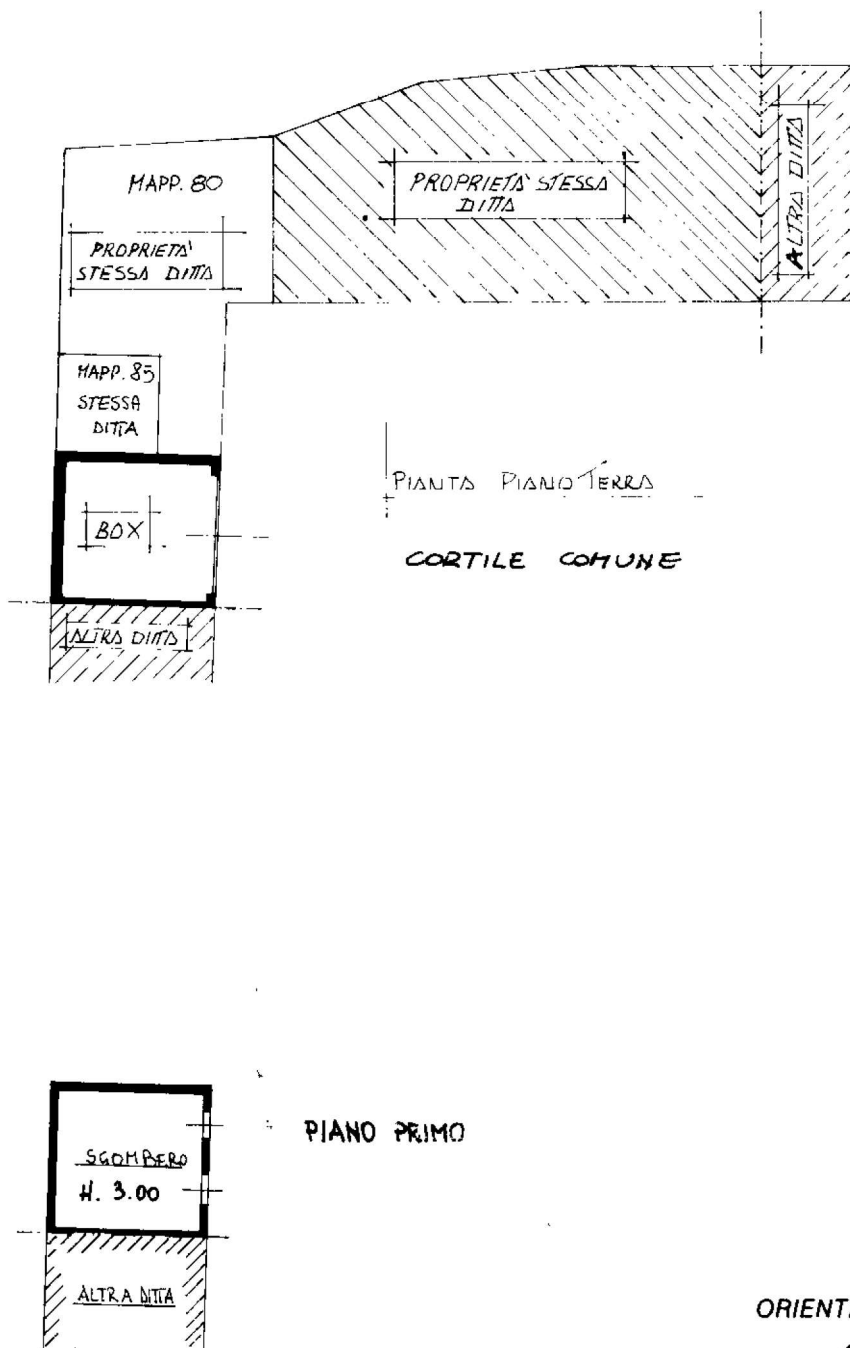 MAPP. 80
PROPRIETA' STESSA
DITTA
ALTRA DITTA
PROPRIETA'
STESSA DITTA
MAPP. 85
STESSA
DITTA
PIANTA PIANO TERRA
BOX
CORTILE COMUNE
ALTRA DITTA
PIANO PRIMO
SGOMBERO
H. 3.00
ALTRA DITTA